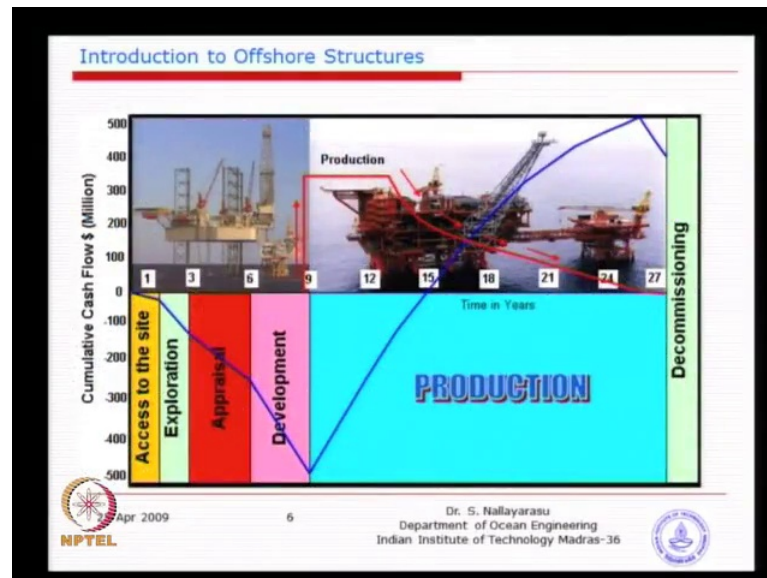 Introduction to Offshore Structures
Cumulative Cash Flow $ (Million)
500
400
300
200
100
0
-100
-200
-300
-400
500
Production
1
3
6
9
12
15
18
21
24
27
Time in Years
Access to the site
Exploration
Appraisal
Development
PRODUCTION
Decommissioning
Apr 2009
6
Dr. S. Nallayarasu
Department of Ocean Engineering
Indian Institute of Technology Madras-36
NPTEL